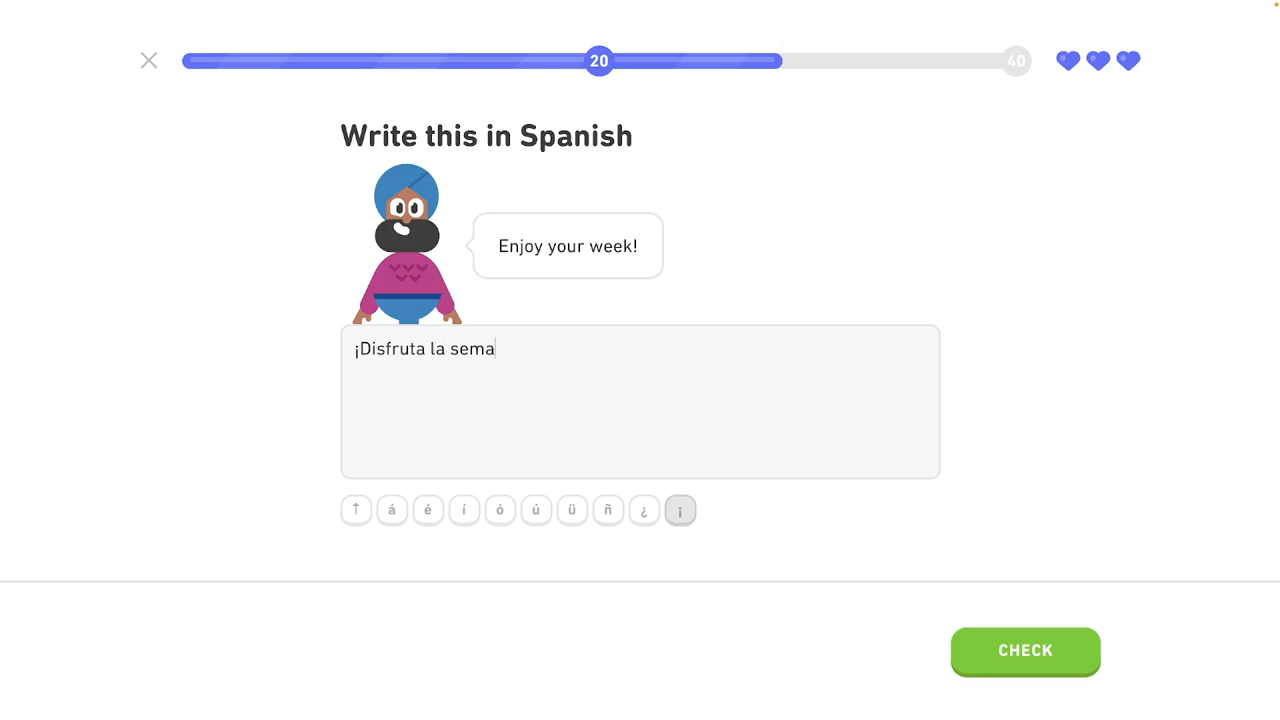 20
40
Write this in Spanish
Enjoy your week!
¡Disfruta la sema
↑ á é í ó ú ü ñ ¿ ¡
CHECK